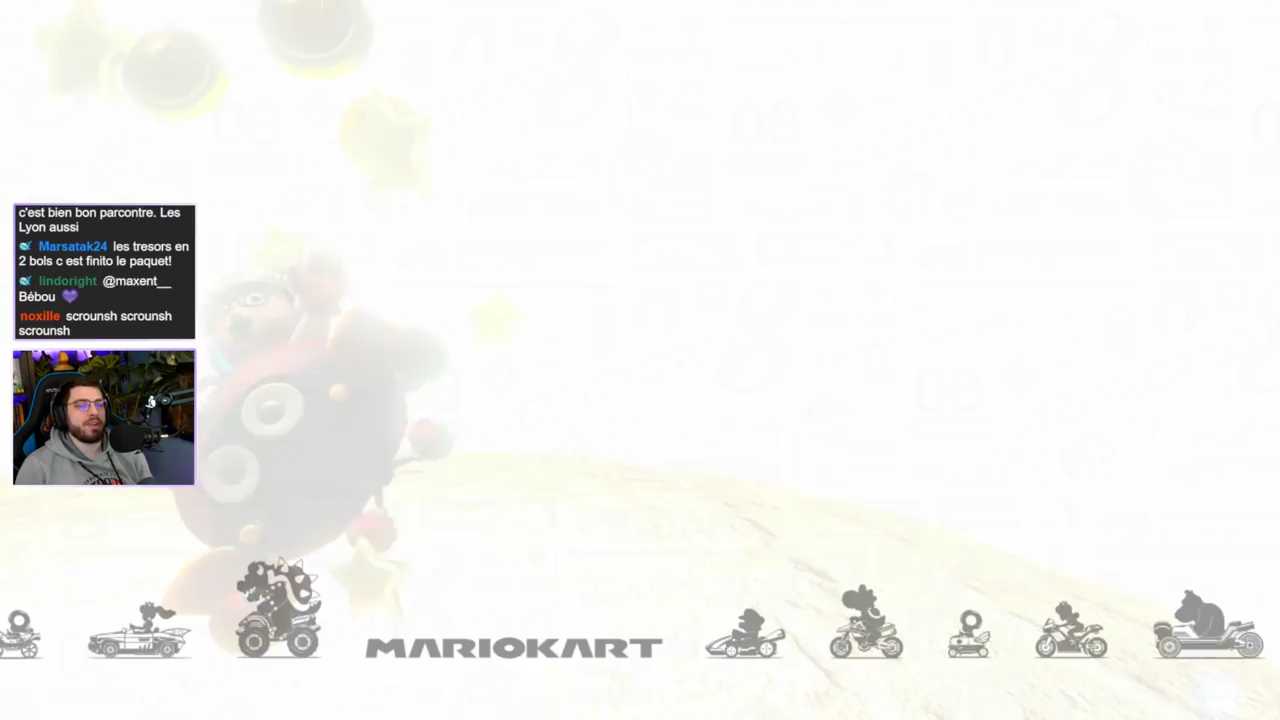 c'est bien bon parcontre. Les
Lyon aussi
Marsatak24 les tresors en
2 bols c est finito le paquet!
lindoright @maxent__
Bébou
noxille scrounsh scrounsh
scrounsh
MARIOKART